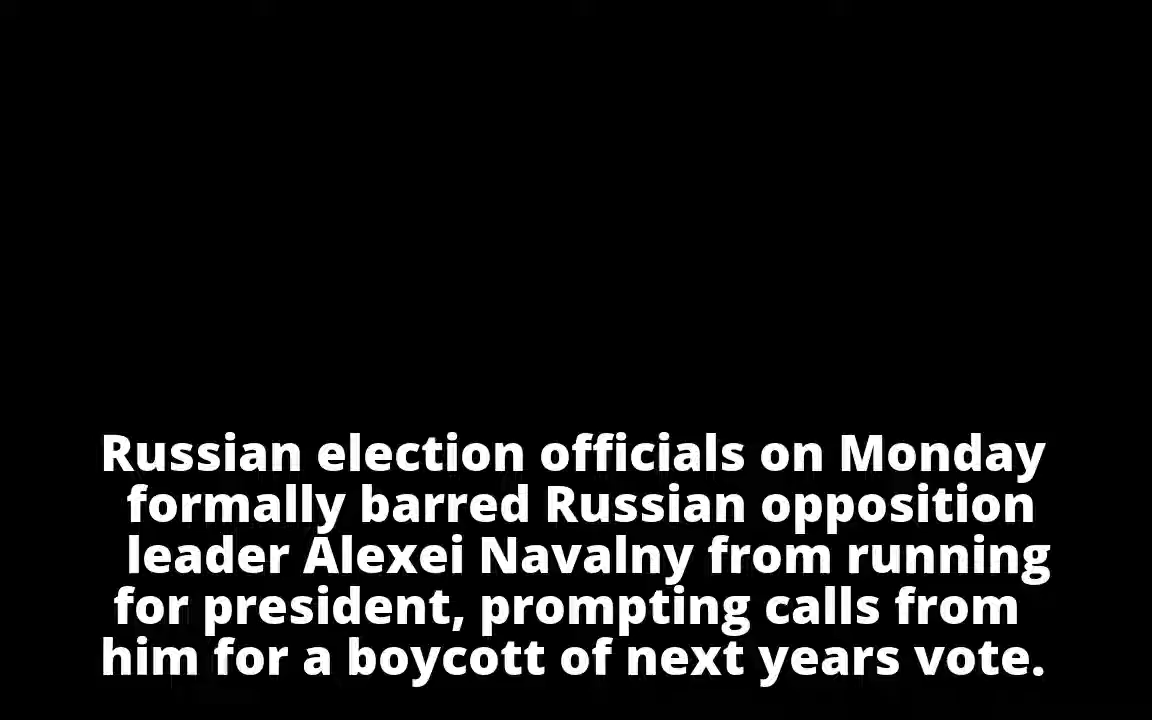 Russian election officials on Monday
formally barred Russian opposition
leader Alexei Navalny from running
for president, prompting calls from
him for a boycott of next years vote.